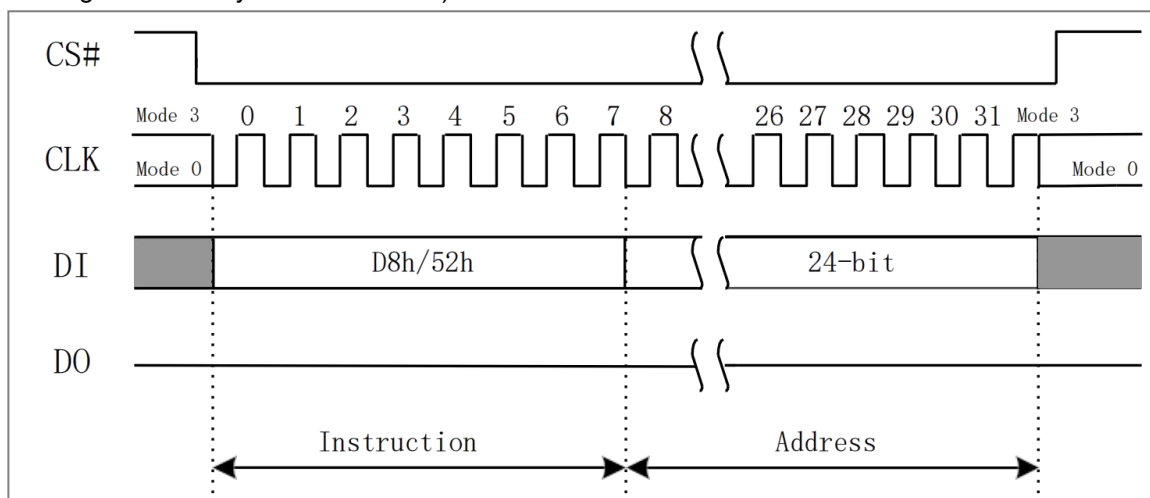 CS#
Mode 3 0 1 2 3 4 5 6 7 8 26 27 28 29 30 31 Mode 3
CLK
Mode 0 Mode 0
DI D8h/52h 24-bit
DO
Instruction Address